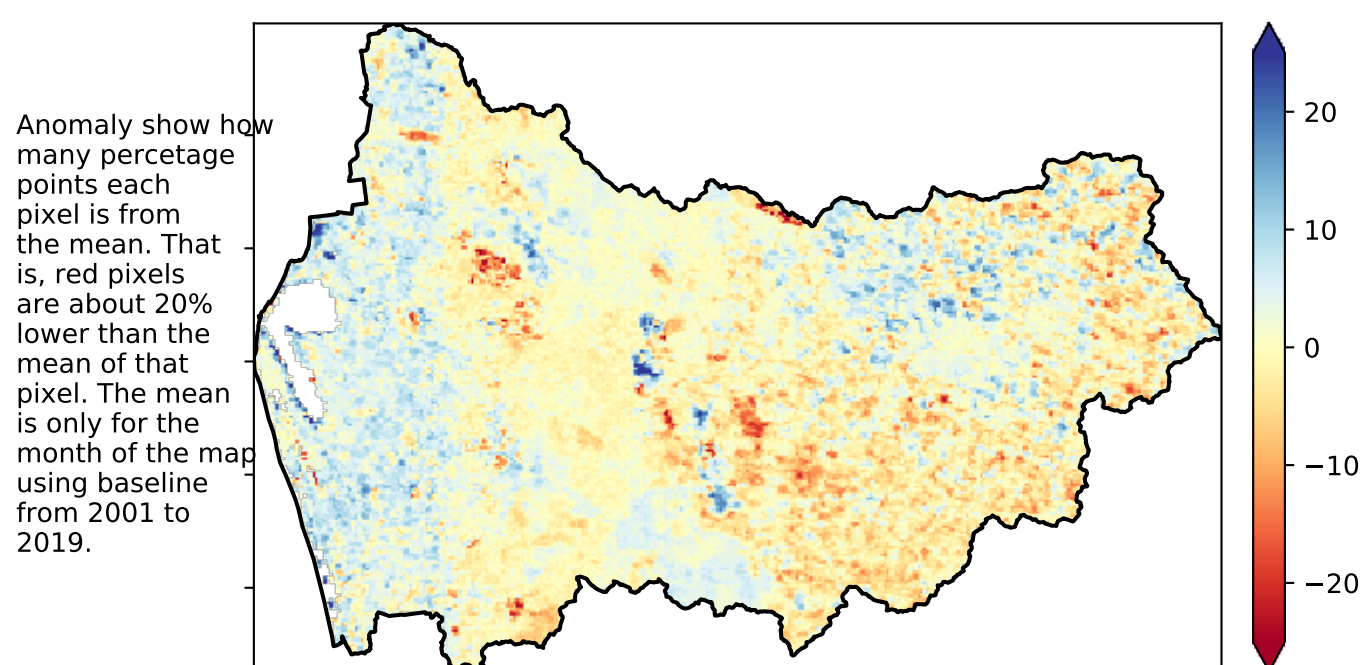 Anomaly show how
many percetage
points each
pixel is from
the mean. That
is, red pixels
are about 20%
lower than the
mean of that
pixel. The mean
is only for the
month of the map
using baseline
from 2001 to
2019.
20
10
0
−10
−20